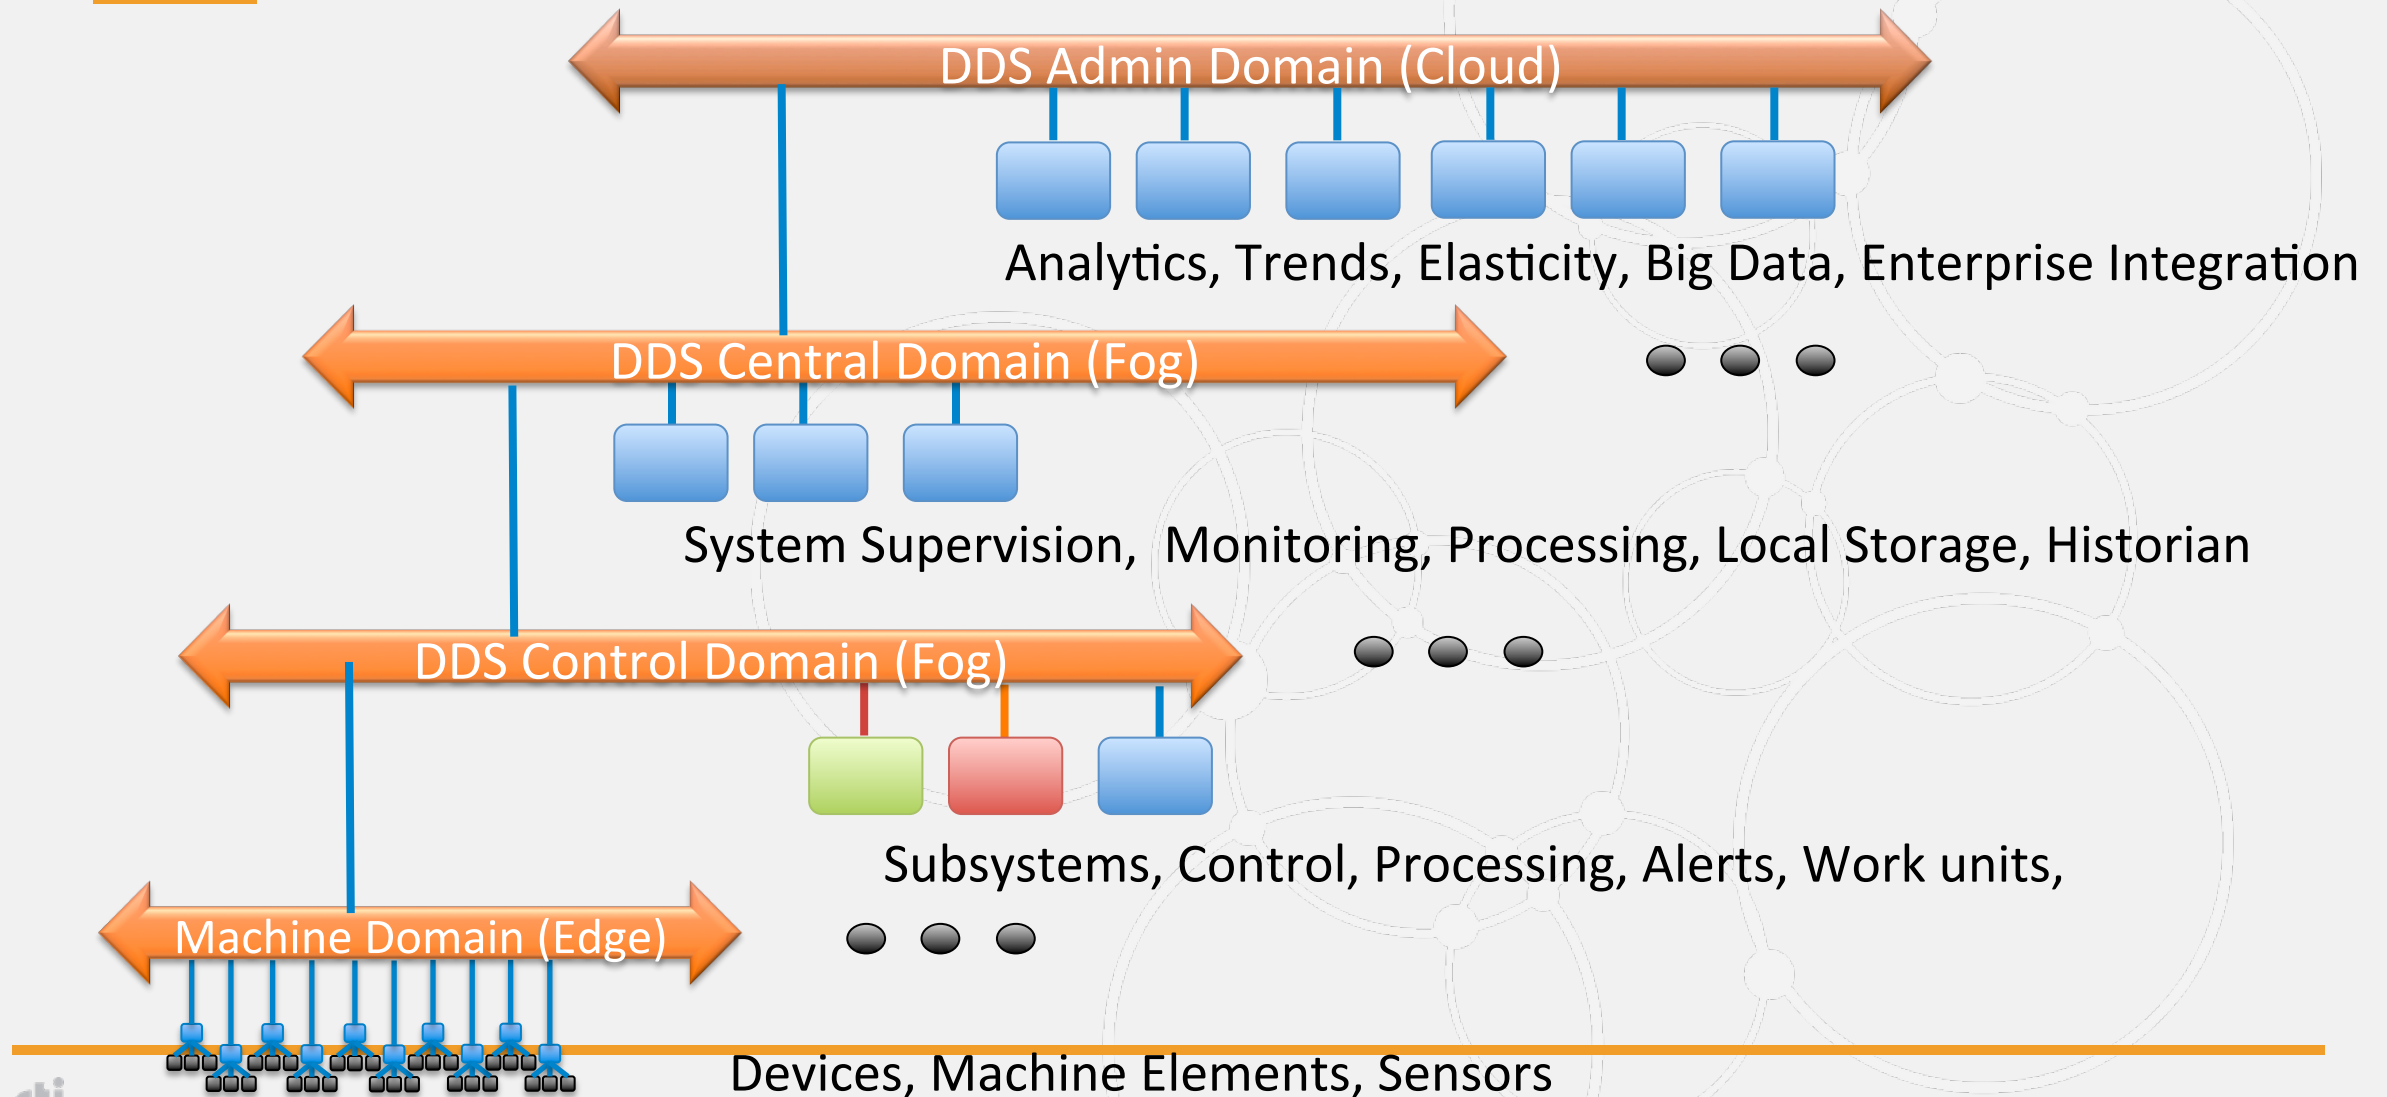 DDS Admin Domain (Cloud)
Analytics, Trends, Elasticity, Big Data, Enterprise Integration
DDS Central Domain (Fog)
System Supervision,  Monitoring, Processing, Local Storage, Historian
DDS Control Domain (Fog)
Subsystems, Control, Processing, Alerts, Work units,
Machine Domain (Edge)
Devices, Machine Elements, Sensors